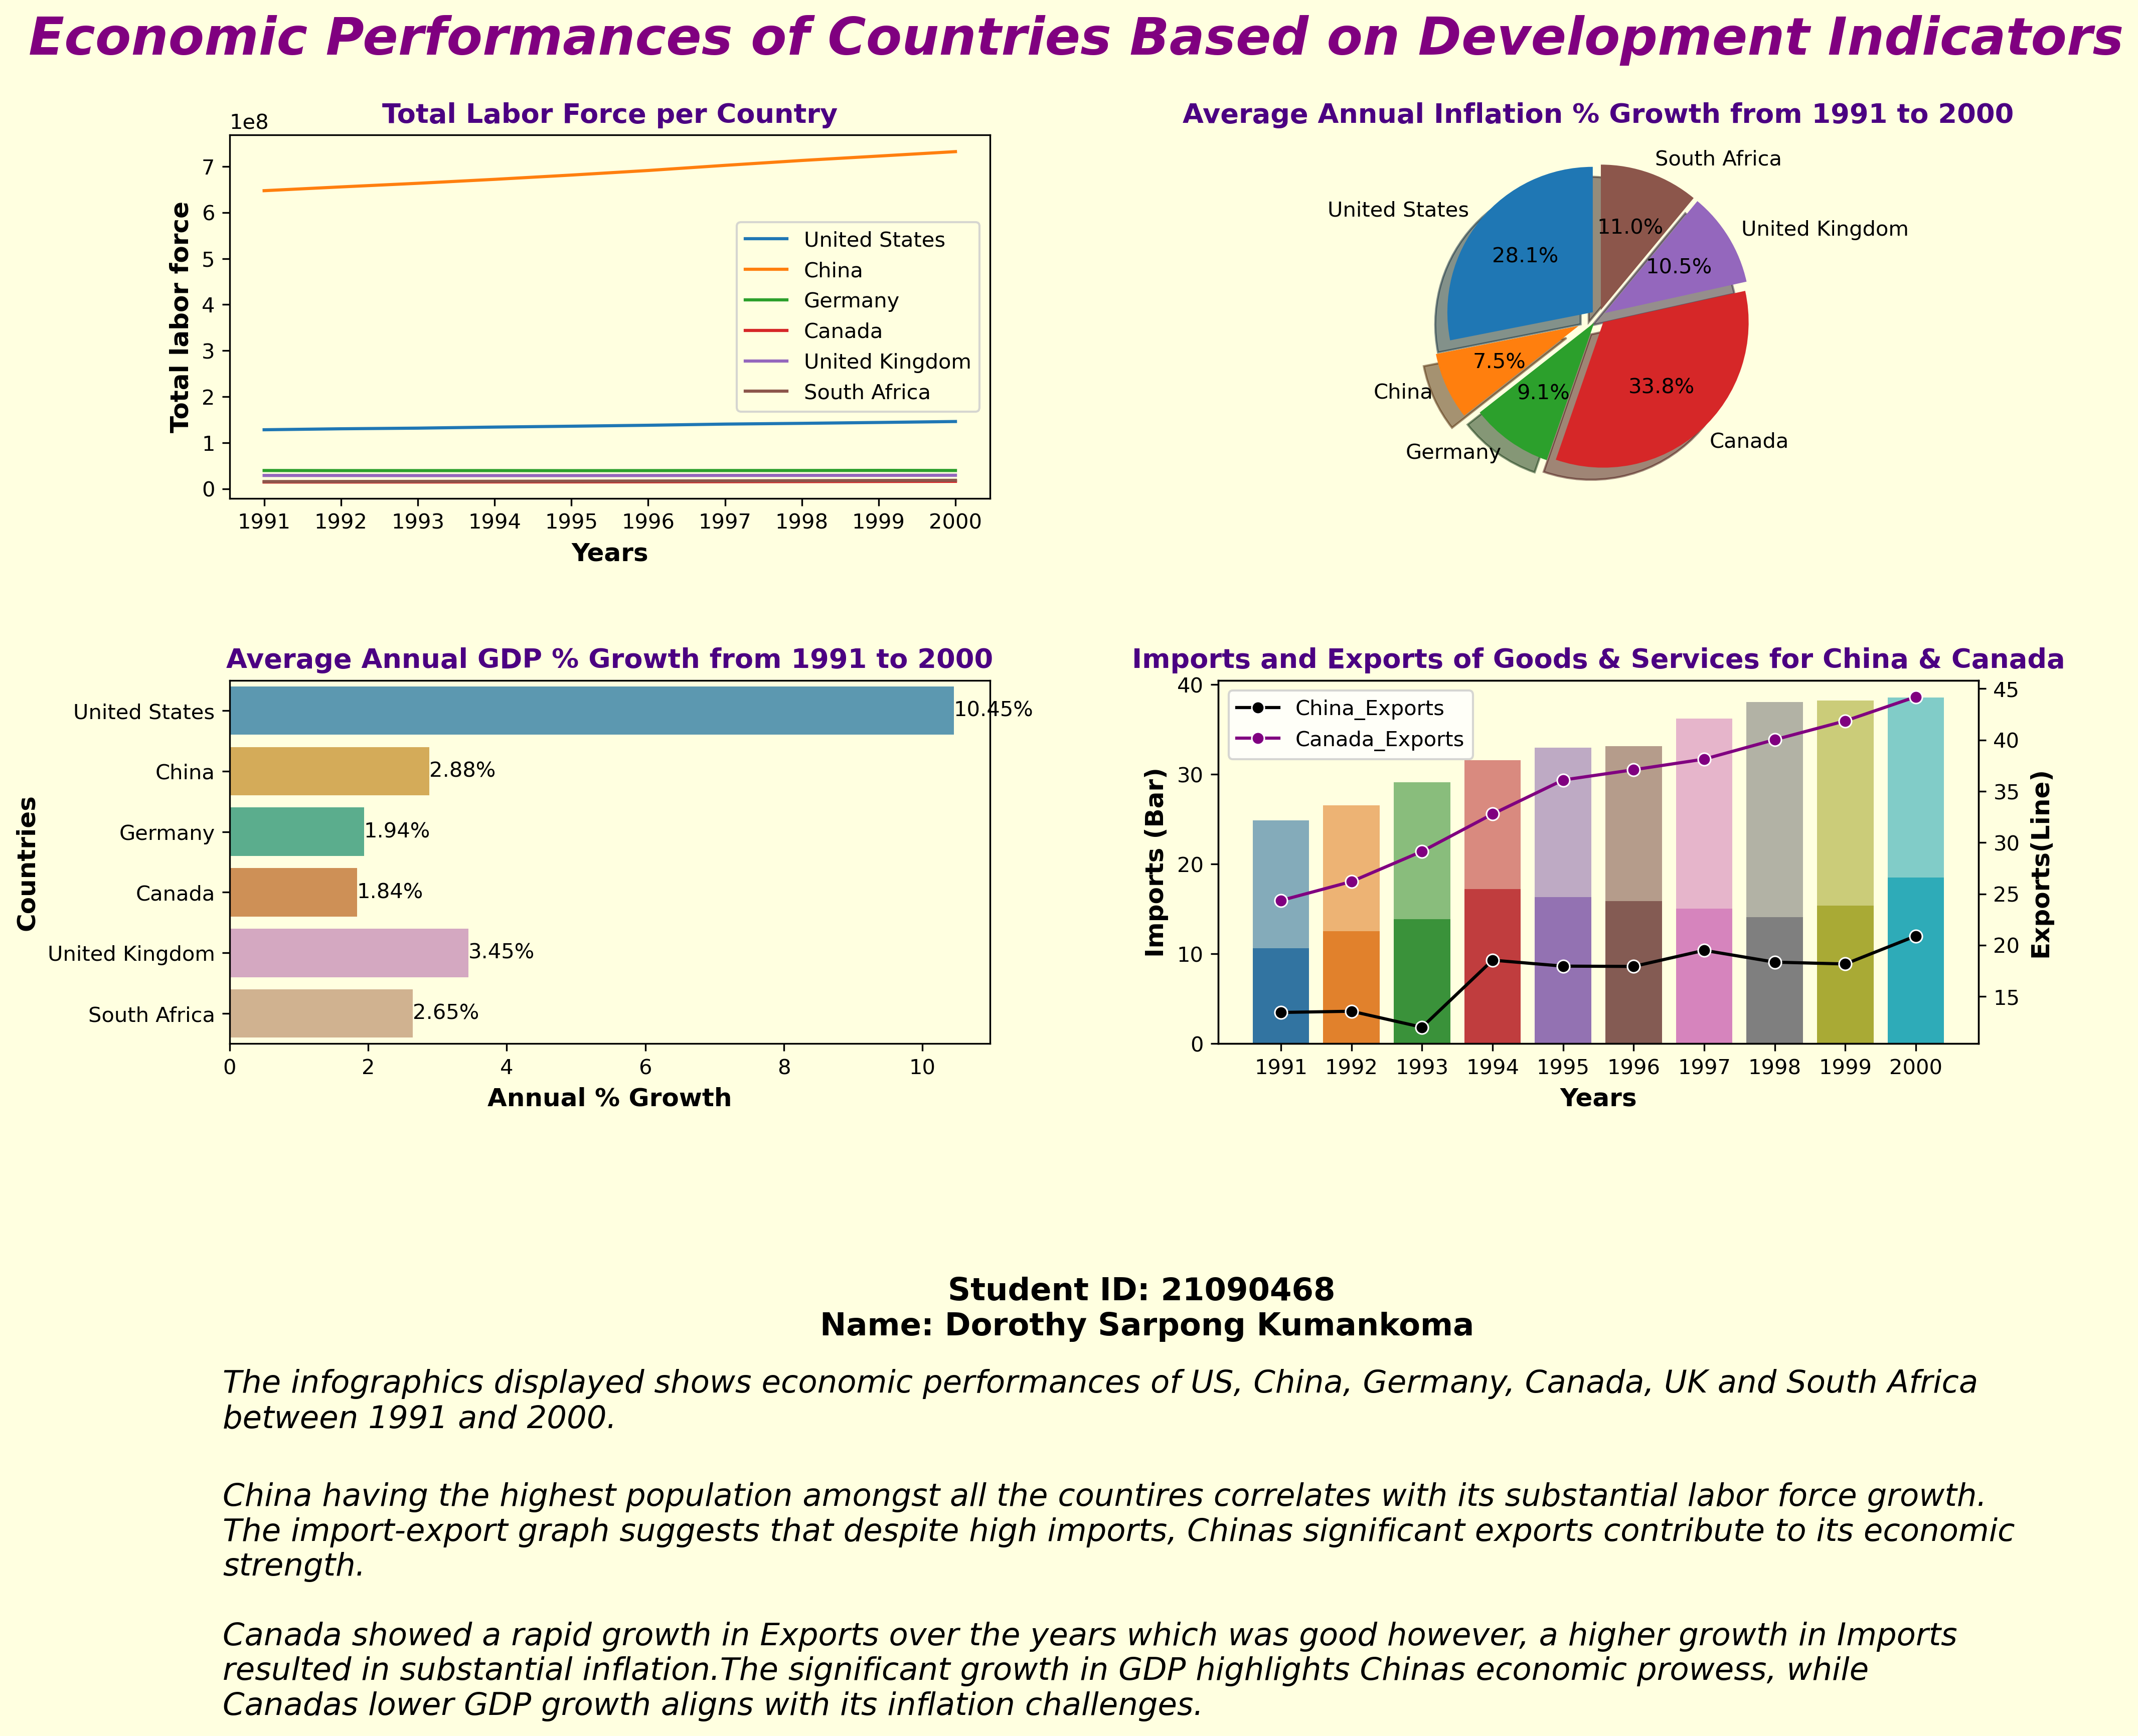 Economic Performances of Countries Based on Development Indicators
Total Labor Force per Country
1e8
7
6
5
4
3
2
1
0
Total labor force
United States
China
Germany
Canada
United Kingdom
South Africa
1991 1992 1993 1994 1995 1996 1997 1998 1999 2000
Years
Average Annual Inflation % Growth from 1991 to 2000
South Africa
United States
United Kingdom
11.0%
28.1%
10.5%
7.5%
33.8%
China
9.1%
Canada
Germany
Average Annual GDP % Growth from 1991 to 2000
Countries
United States 10.45%
China 2.88%
Germany 1.94%
Canada 1.84%
United Kingdom 3.45%
South Africa 2.65%
0 2 4 6 8 10
Annual % Growth
Imports and Exports of Goods & Services for China & Canada
China_Exports
Canada_Exports
Imports (Bar)
40
30
20
10
0
45
40
35
30
25
20
15
Exports(Line)
1991 1992 1993 1994 1995 1996 1997 1998 1999 2000
Years
Student ID: 21090468
Name: Dorothy Sarpong Kumankoma
The infographics displayed shows economic performances of US, China, Germany, Canada, UK and South Africa
between 1991 and 2000.
China having the highest population amongst all the countires correlates with its substantial labor force growth.
The import-export graph suggests that despite high imports, Chinas significant exports contribute to its economic
strength.
Canada showed a rapid growth in Exports over the years which was good however, a higher growth in Imports
resulted in substantial inflation.The significant growth in GDP highlights Chinas economic prowess, while
Canadas lower GDP growth aligns with its inflation challenges.